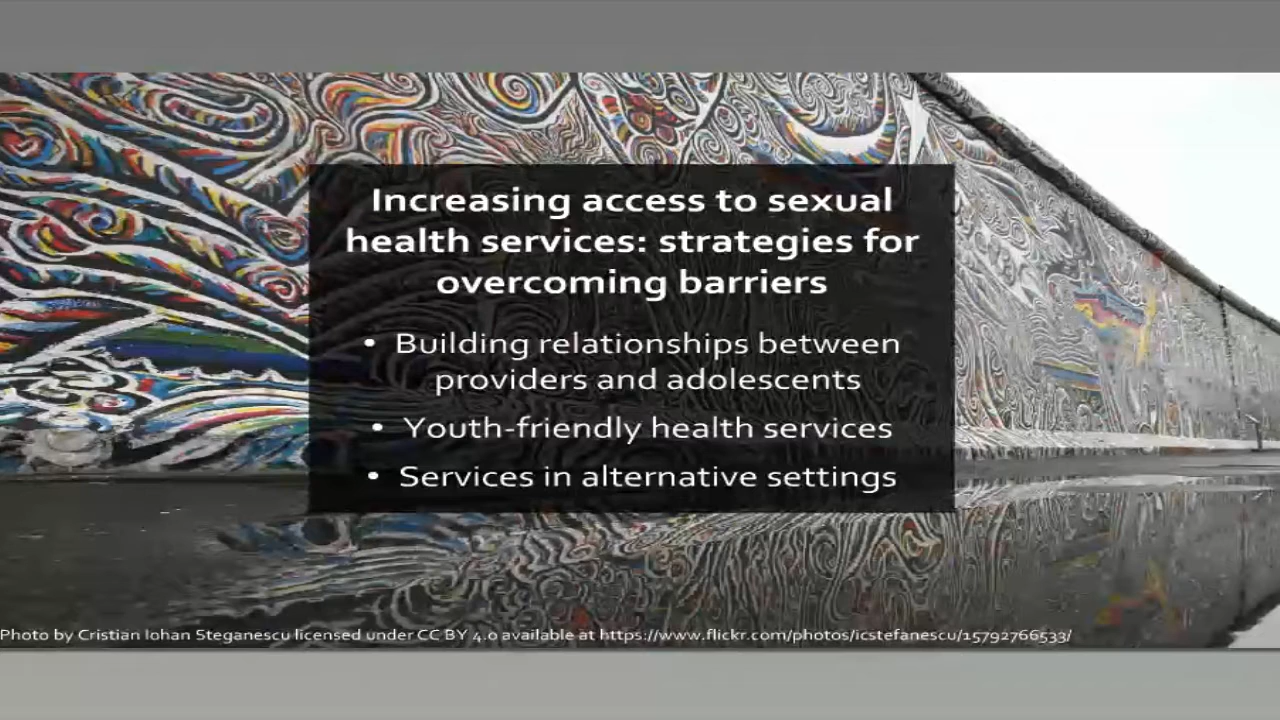 Increasing access to sexual
health services: strategies for
overcoming barriers
• Building relationships between
providers and adolescents
• Youth-friendly health services
• Services in alternative settings
Photo by Cristian Iohan Steganescu licensed under CC BY 4.0 available at https://www.flickr.com/photos/icstefanescu/15792766533/